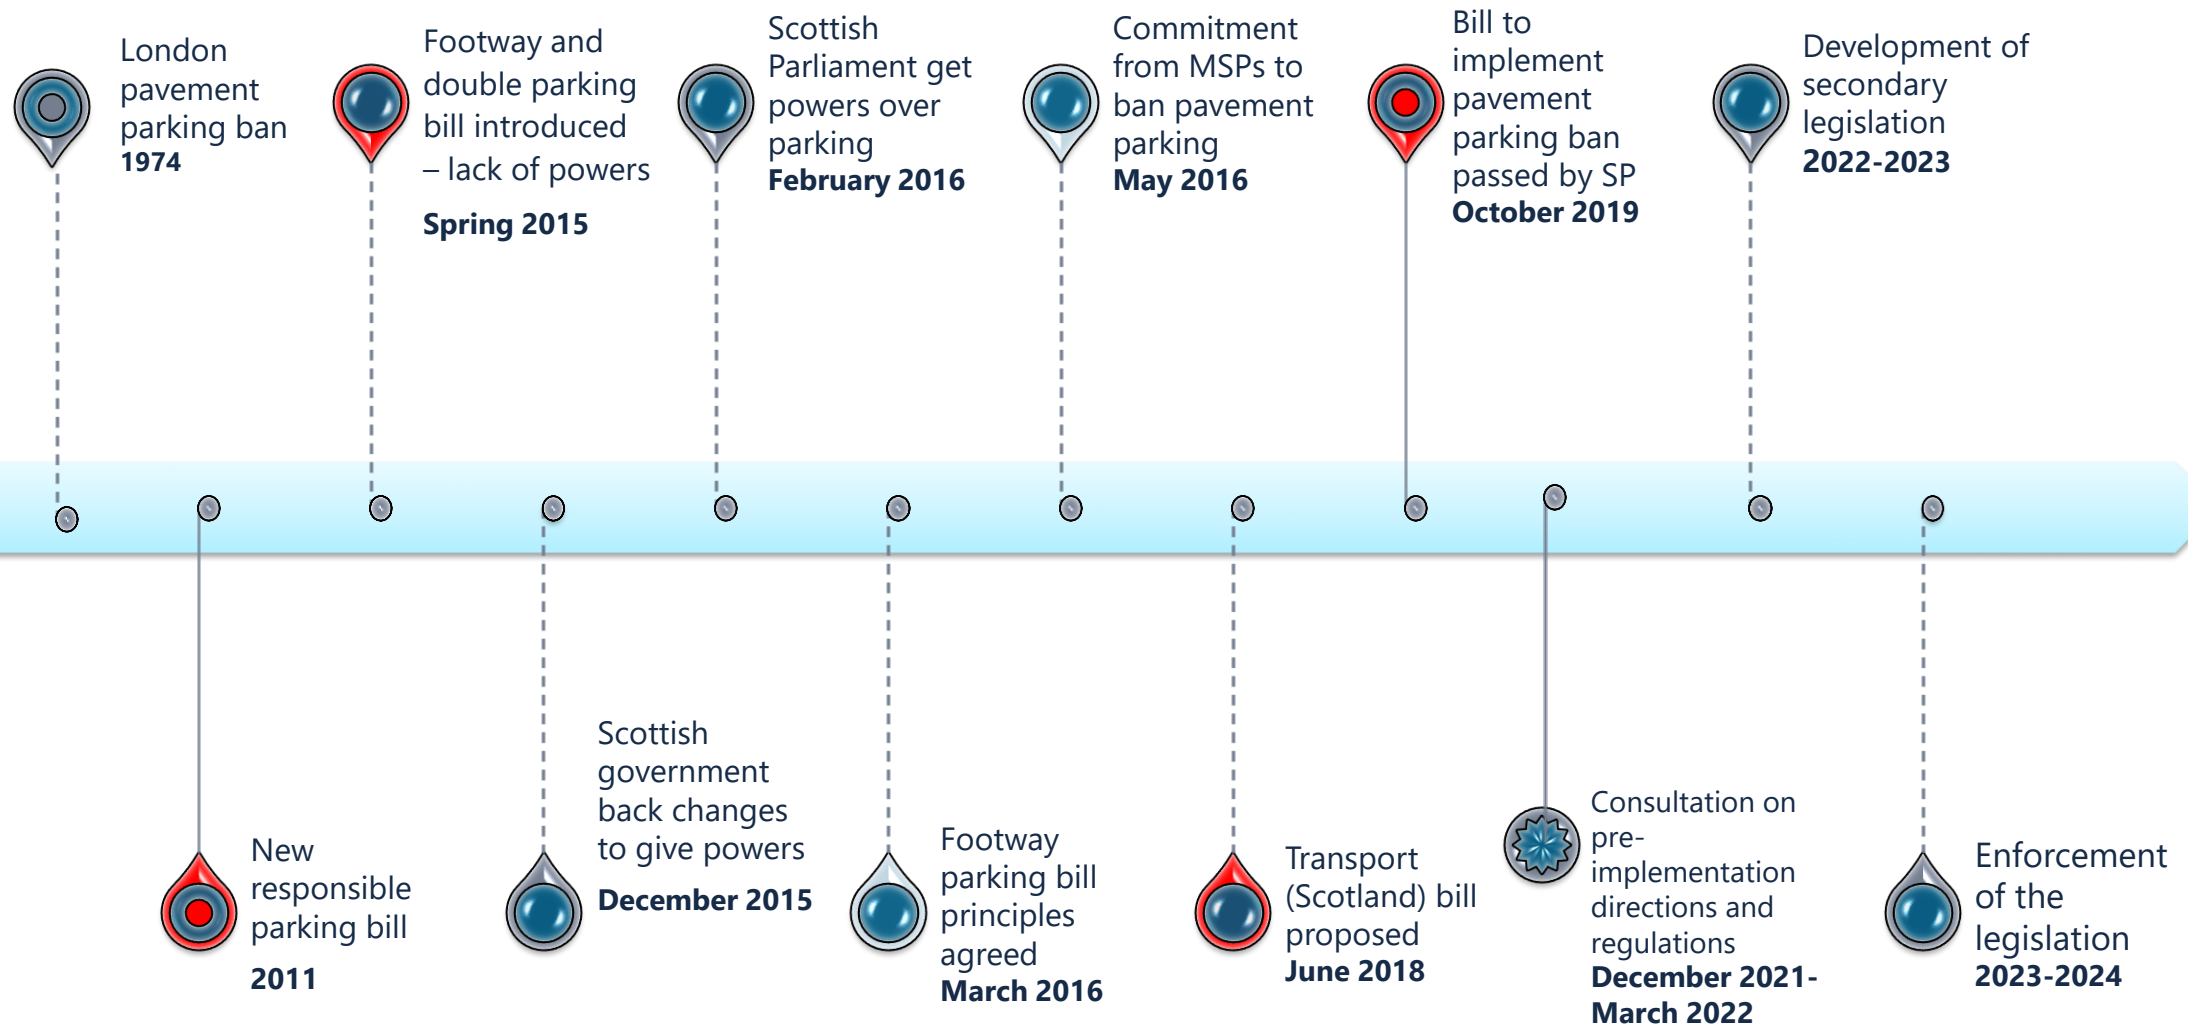 London
pavement
parking ban
1974
Footway and
double parking
bill introduced
– lack of powers
Spring 2015
Scottish
Parliament get
powers over
parking
February 2016
Commitment
from MSPs to
ban pavement
parking
May 2016
Bill to
implement
pavement
parking ban
passed by SP
October 2019
Development of
secondary
legislation
2022-2023
New
responsible
parking bill
2011
Scottish
government
back changes
to give powers
December 2015
Footway
parking bill
principles
agreed
March 2016
Transport
(Scotland) bill
proposed
June 2018
Consultation on
pre-
implementation
directions and
regulations
December 2021-
March 2022
Enforcement
of the
legislation
2023-2024